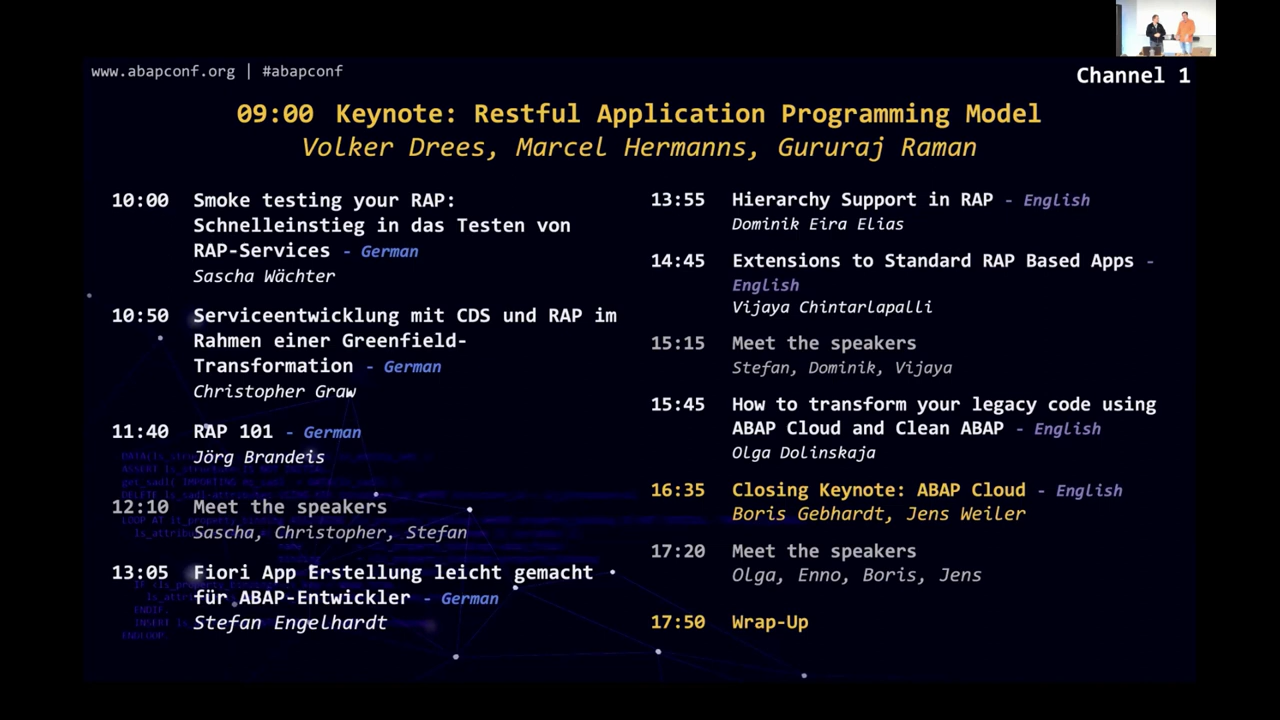 www.abapconf.org | #abapconf
Channel 1
09:00 Keynote: Restful Application Programming Model
Volker Drees, Marcel Hermanns, Gururaj Raman
10:00 Smoke testing your RAP:
Schnelleinstieg in das Testen von
RAP-Services - German
Sascha Wächter
10:50 Serviceentwicklung mit CDS und RAP im
Rahmen einer Greenfield-
Transformation - German
Christopher Graw
11:40 RAP 101 - German
Jörg Brandeis
12:10 Meet the speakers
Sascha, Christopher, Stefan
13:05 Fiori App Erstellung leicht gemacht
für ABAP-Entwickler - German
Stefan Engelhardt
13:55 Hierarchy Support in RAP - English
Dominik Eira Elias
14:45 Extensions to Standard RAP Based Apps -
English
Vijaya Chintarlapalli
15:15 Meet the speakers
Stefan, Dominik, Vijaya
15:45 How to transform your legacy code using
ABAP Cloud and Clean ABAP - English
Olga Dolinskaja
16:35 Closing Keynote: ABAP Cloud - English
Boris Gebhardt, Jens Weiler
17:20 Meet the speakers
Olga, Enno, Boris, Jens
17:50 Wrap-Up